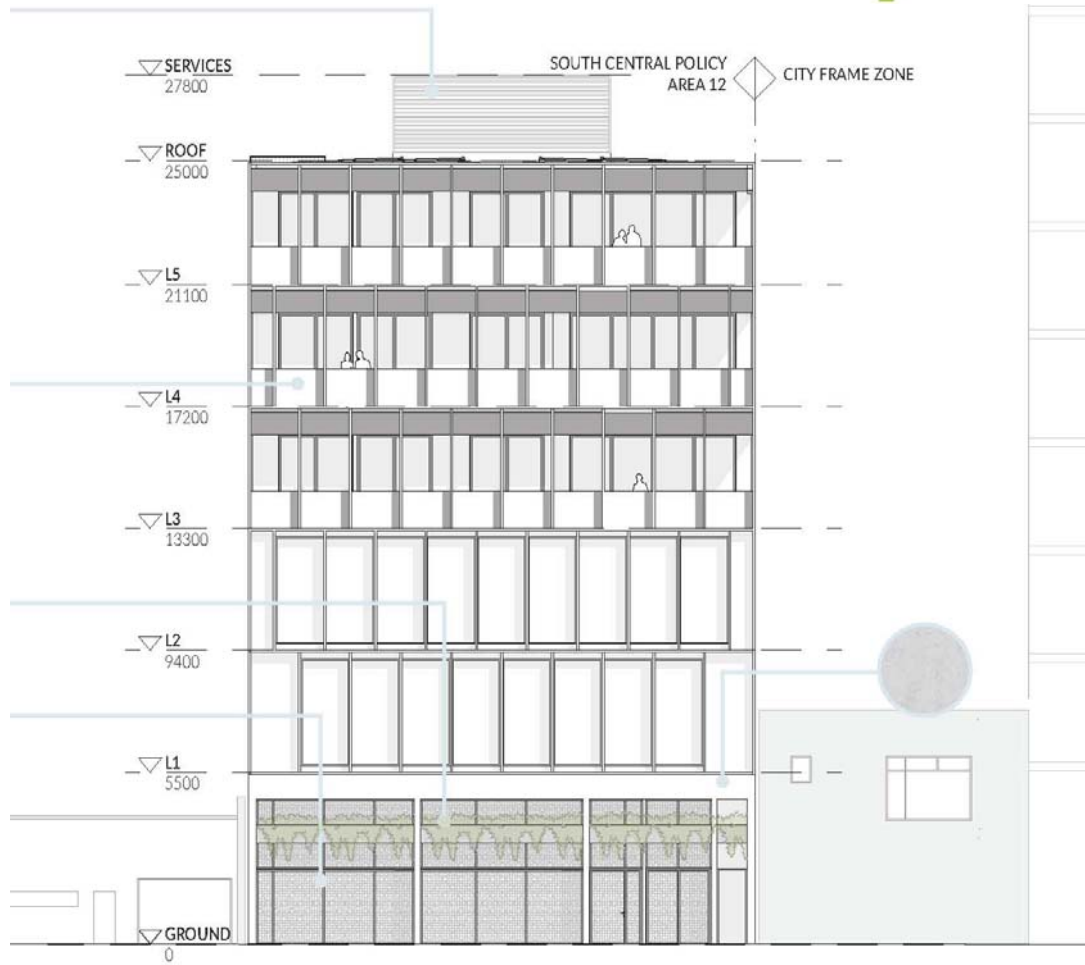 SERVICES
27800
SOUTH CENTRAL POLICY
AREA 12
CITY FRAME ZONE
ROOF
25000
L5
21100
L4
17200
L3
13300
L2
9400
L1
5500
GROUND
0